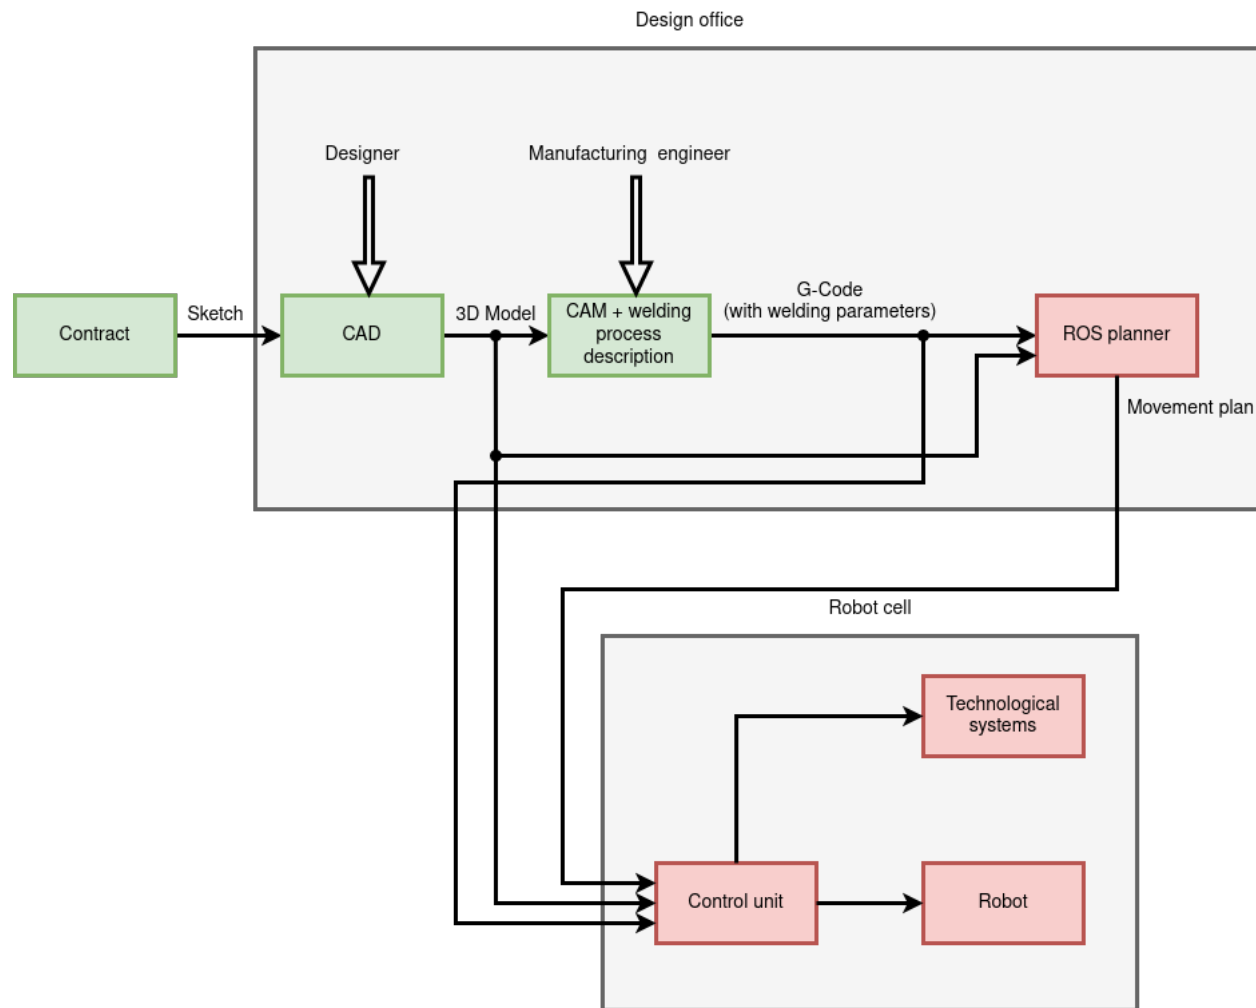 Design office
Designer
Manufacturing  engineer
Contract
Sketch
CAD
3D Model
CAM + welding
process
description
G-Code
(with welding parameters)
ROS planner
Movement plan
Robot cell
Technological
systems
Control unit
Robot